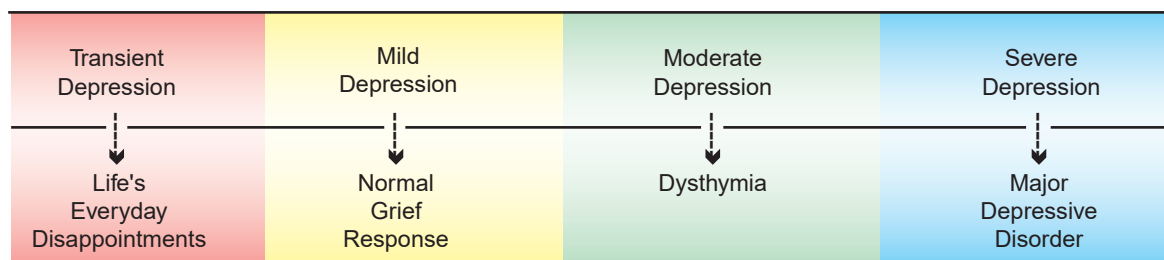 Transient
Depression
Mild
Depression
Moderate
Depression
Severe
Depression
Life's
Everyday
Disappointments
Normal
Grief
Response
Dysthymia
Major
Depressive
Disorder